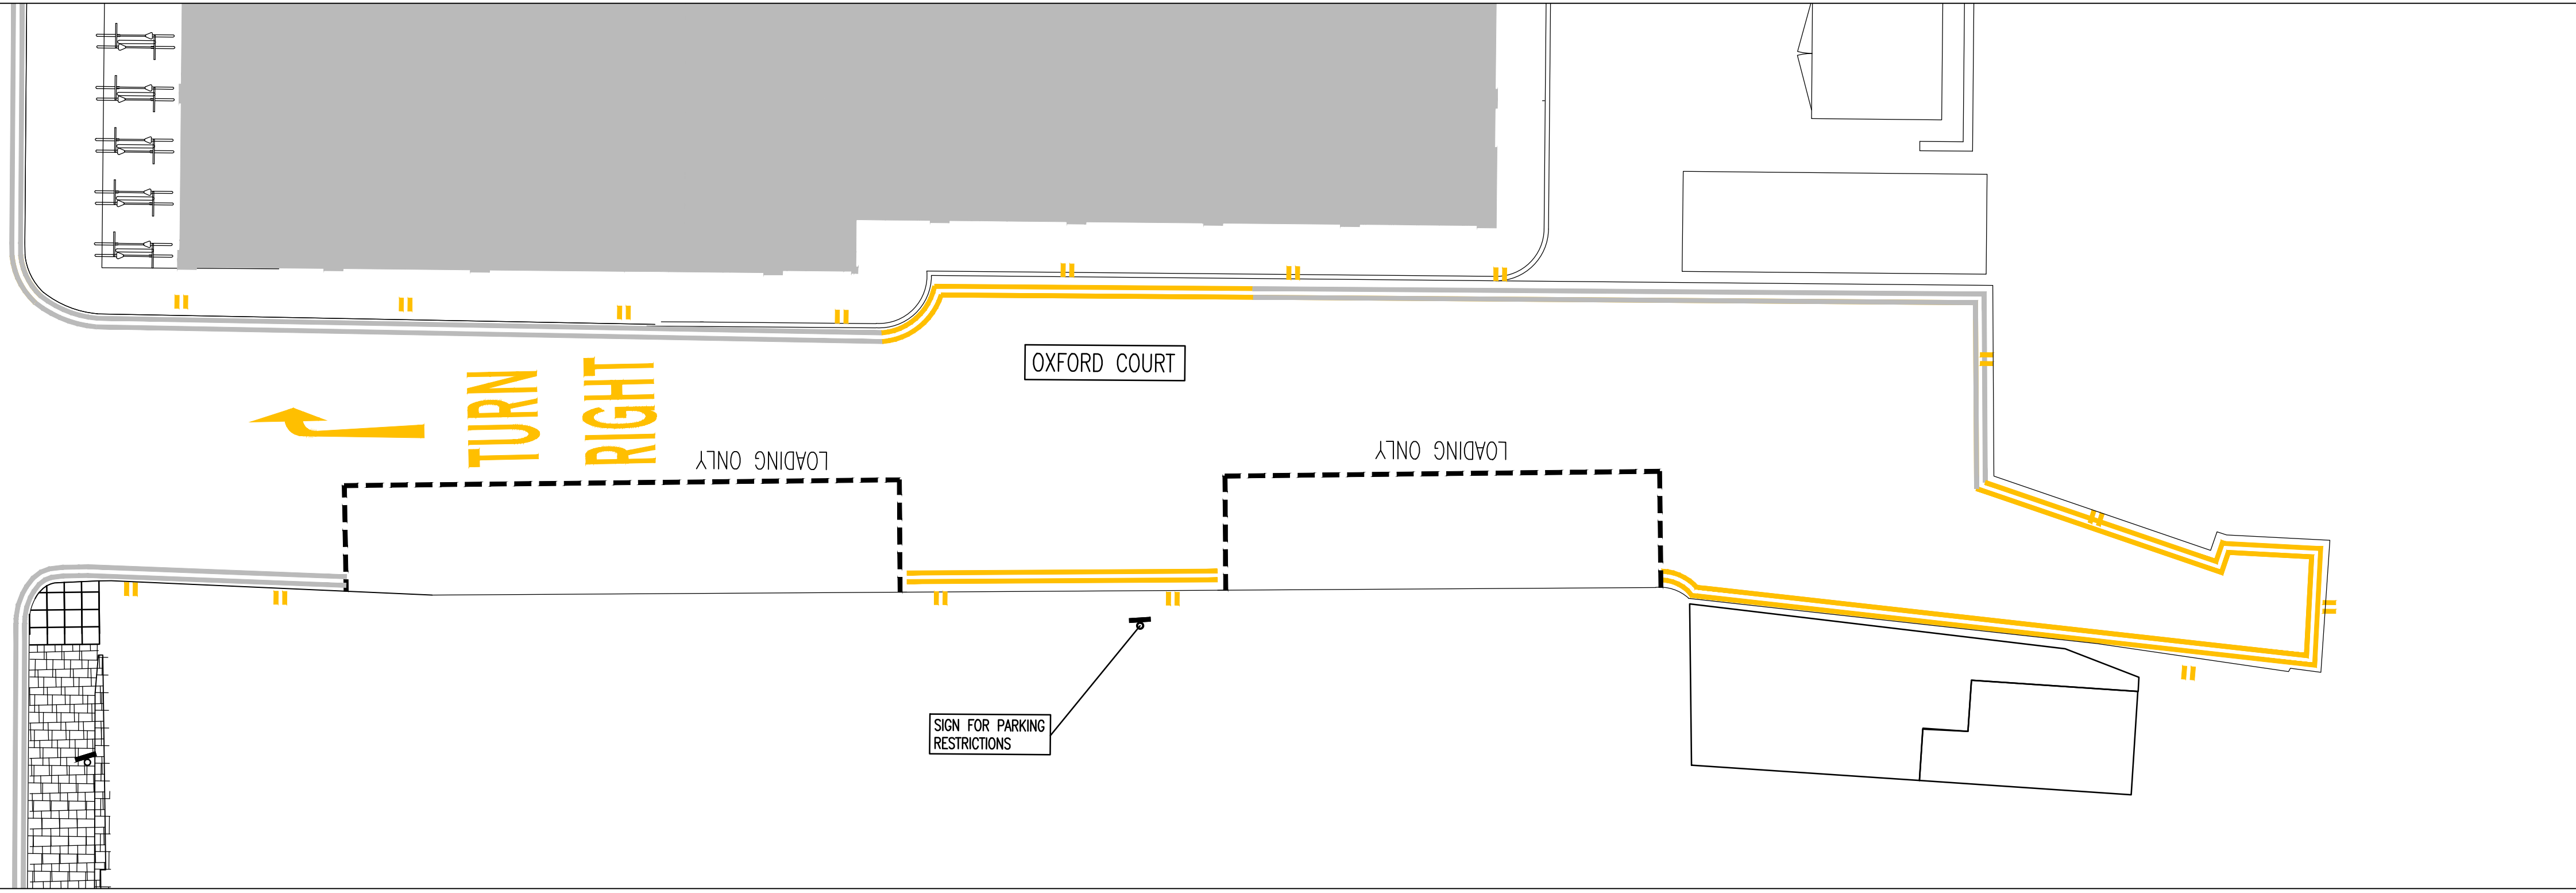 OXFORD COURT
TURN
RIGHT
LOADING ONLY
LOADING ONLY
SIGN FOR PARKING
RESTRICTIONS